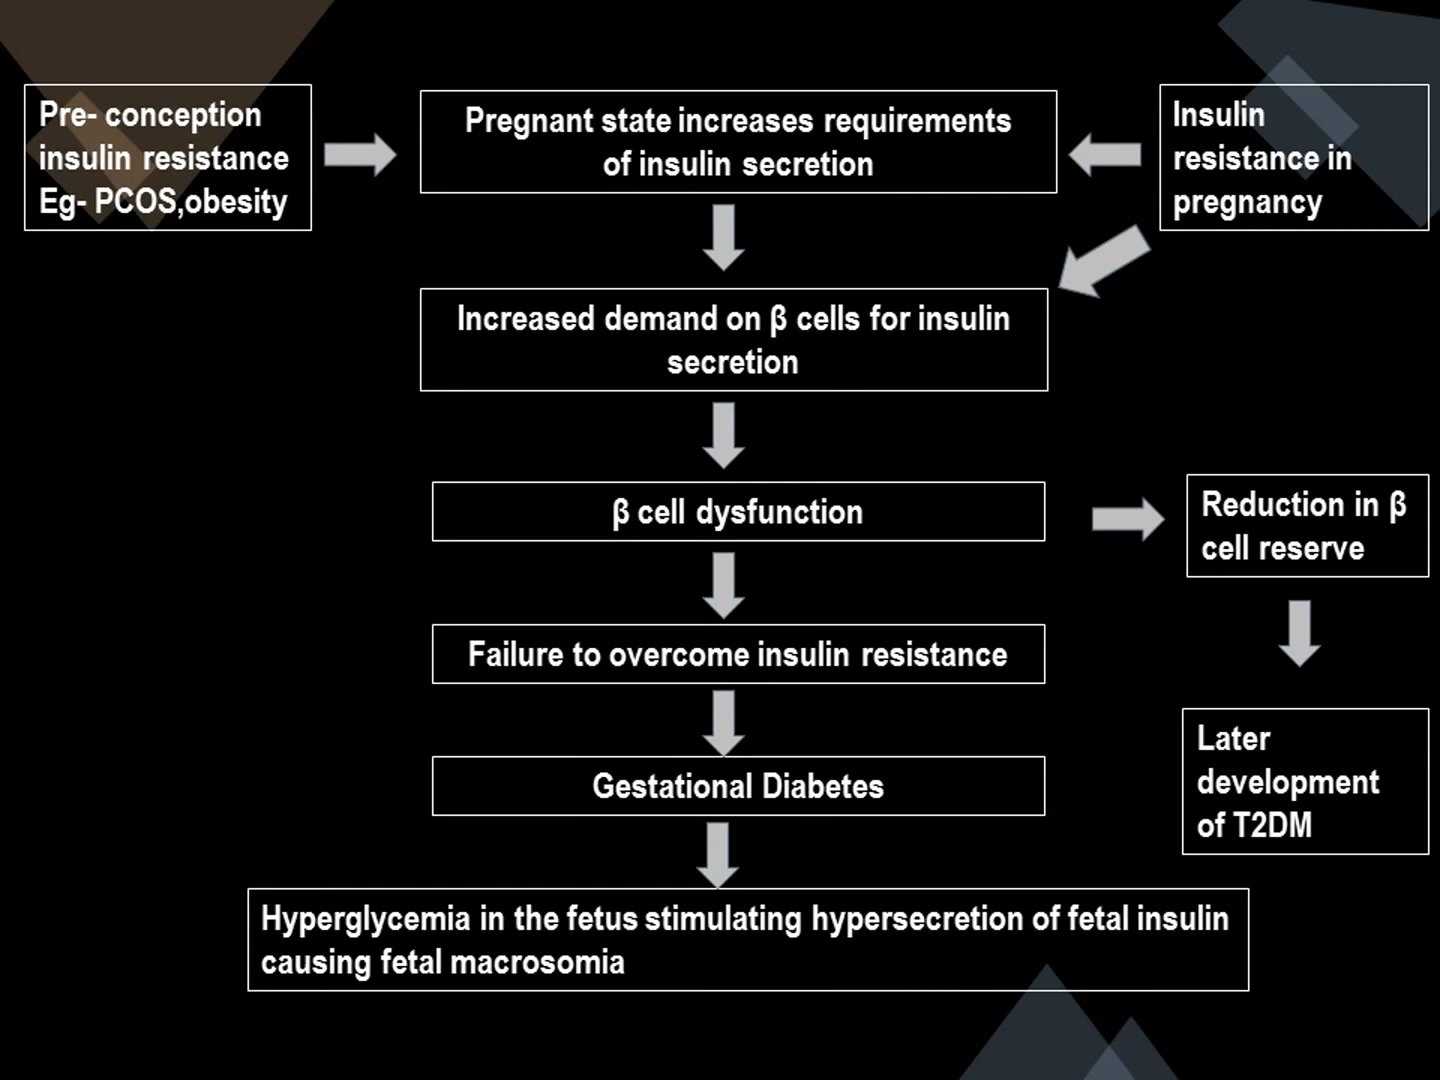 Pre- conception
insulin resistance
Eg- PCOS,obesity
Pregnant state increases requirements
of insulin secretion
Insulin
resistance in
pregnancy
Increased demand on β cells for insulin
secretion
β cell dysfunction
Reduction in β
cell reserve
Failure to overcome insulin resistance
Gestational Diabetes
Later
development
of T2DM
Hyperglycemia in the fetus stimulating hypersecretion of fetal insulin
causing fetal macrosomia